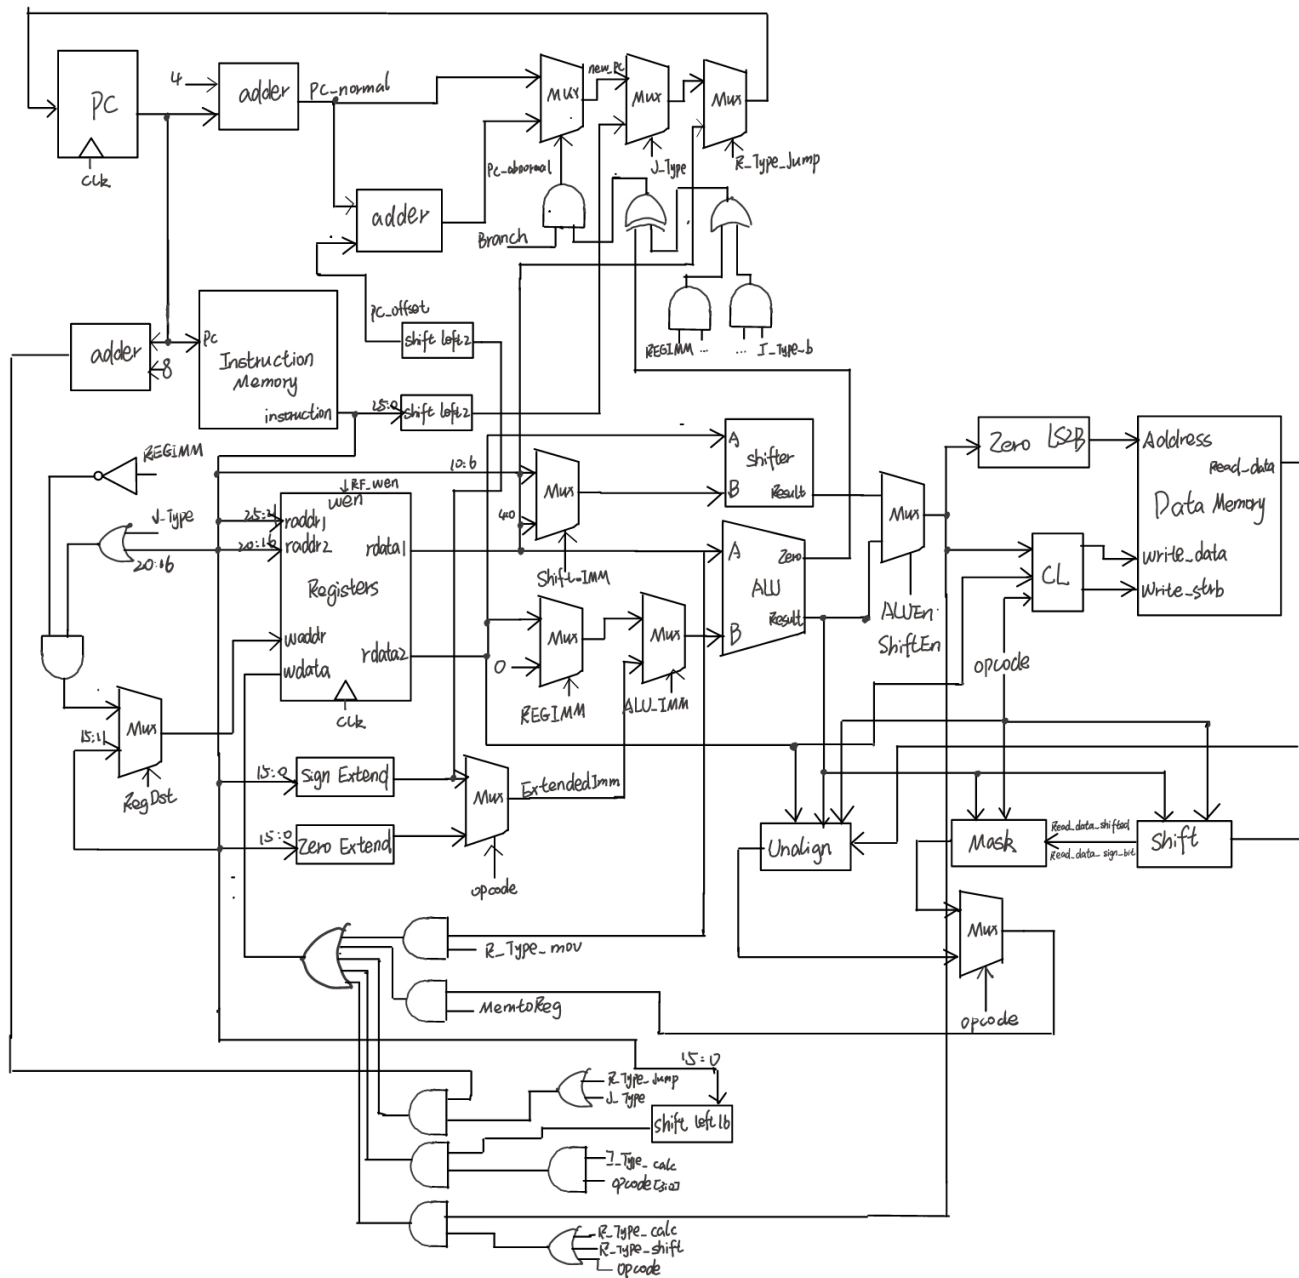 PC
clk
4
adder
PC_normal
Mux
new_PC
Mux
Mux
J_Type
R_Type_Jump
PC_abnormal
adder
Branch
PC_offset
shift left2
REGIMM ...
... I_Type_b
adder
8
PC
Instruction
Memory
instruction
25:0
shift left2
REGIMM
J_Type
20:16
RF_wen
wen
25:21
raddr1
20:16
raddr2
rdata1
Registers
waddr
rdata2
wdata
clk
10:6
4:0
Mux
Shift_IMM
A
shifter
B
Result
A
Zero
ALU
Result
B
Mux
ALUEn
ShiftEn
0
Mux
REGIMM
Mux
ALU_IMM
Zero LS2B
Address
Read_data
Data Memory
Write_data
Write_strb
CL
opcode
15:11
Mux
RegDst
15:0
Sign Extend
15:0
Zero Extend
Mux
ExtendedImm
opcode
Unalign
Mask
Read_data_shifted
Read_data_sign_bit
Shift
Mux
opcode
R_Type_mov
MemtoReg
15:0
shift left16
R_Type_Jump
J_Type
I_Type_calc
R_Type_calc
R_Type_shift
opcode